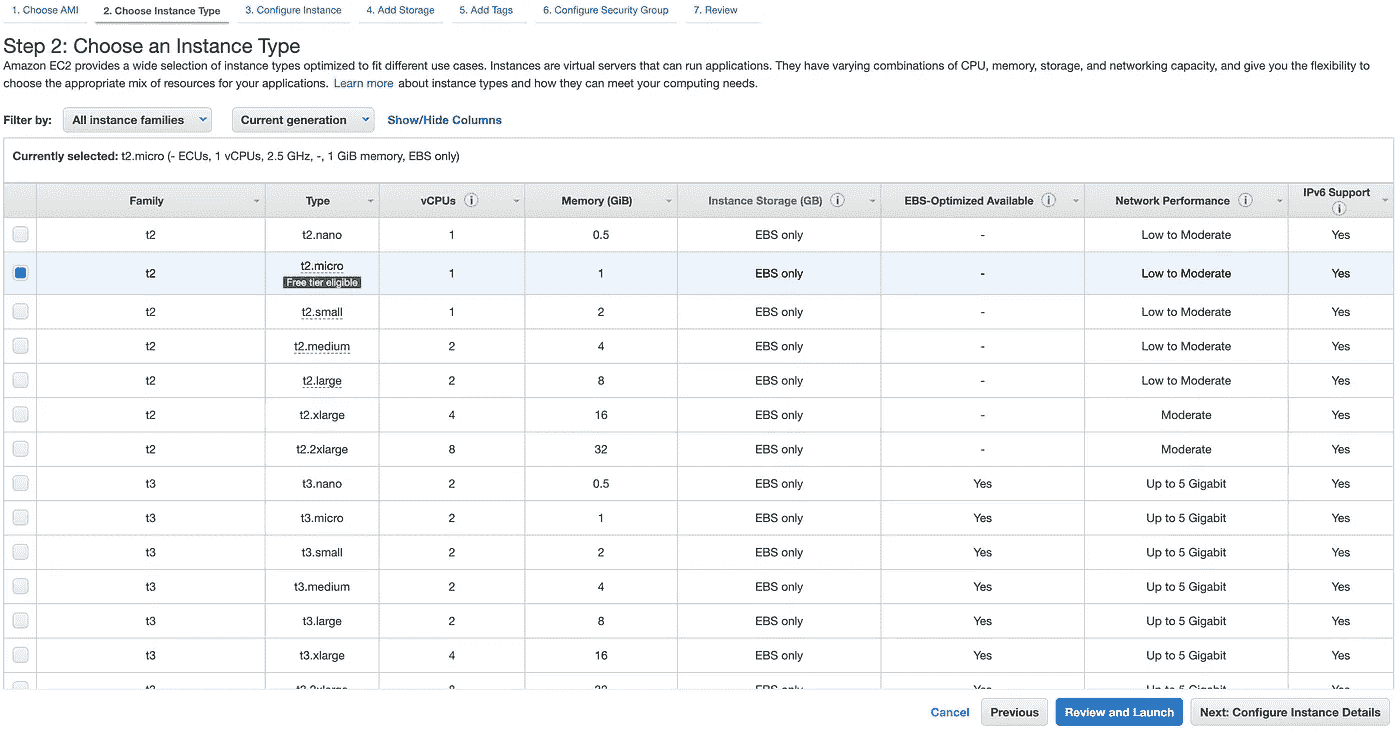 1. Choose AMI 2. Choose Instance Type 3. Configure Instance 4. Add Storage 5. Add Tags 6. Configure Security Group 7. Review
Step 2: Choose an Instance Type
Amazon EC2 provides a wide selection of instance types optimized to fit different use cases. Instances are virtual servers that can run applications. They have varying combinations of CPU, memory, storage, and networking capacity, and give you the flexibility to
choose the appropriate mix of resources for your applications. Learn more about instance types and how they can meet your computing needs.
Filter by: All instance families Current generation Show/Hide Columns
Currently selected: t2.micro (- ECUs, 1 vCPUs, 2.5 GHz, -, 1 GiB memory, EBS only)
Family Type vCPUs Memory (GiB) Instance Storage (GB) EBS-Optimized Available Network Performance IPv6 Support
t2 t2.nano 1 0.5 EBS only - Low to Moderate Yes
t2 t2.micro 1 1 EBS only - Low to Moderate Yes
Free tier eligible
t2 t2.small 1 2 EBS only - Low to Moderate Yes
t2 t2.medium 2 4 EBS only - Low to Moderate Yes
t2 t2.large 2 8 EBS only - Low to Moderate Yes
t2 t2.xlarge 4 16 EBS only - Moderate Yes
t2 t2.2xlarge 8 32 EBS only - Moderate Yes
t3 t3.nano 2 0.5 EBS only Yes Up to 5 Gigabit Yes
t3 t3.micro 2 1 EBS only Yes Up to 5 Gigabit Yes
t3 t3.small 2 2 EBS only Yes Up to 5 Gigabit Yes
t3 t3.medium 2 4 EBS only Yes Up to 5 Gigabit Yes
t3 t3.large 2 8 EBS only Yes Up to 5 Gigabit Yes
t3 t3.xlarge 4 16 EBS only Yes Up to 5 Gigabit Yes
Cancel Previous Review and Launch Next: Configure Instance Details